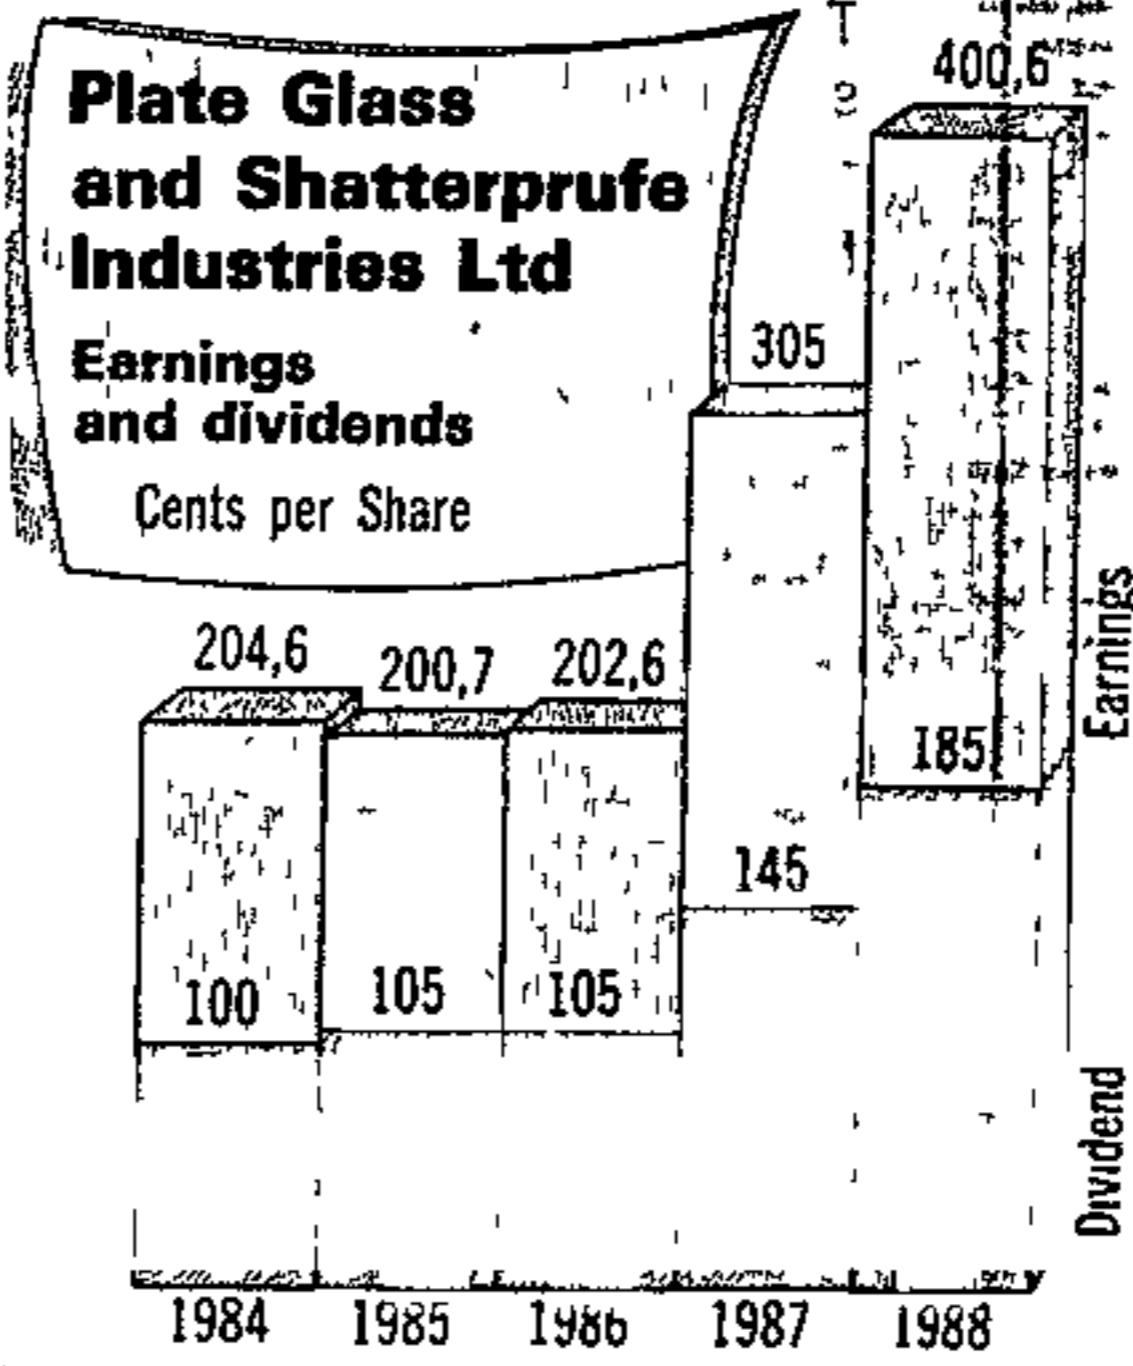 Plate Glass
and Shatterprufe
Industries Ltd
Earnings
and dividends
Cents per Share
400,6
305
204,6
200,7
202,6
185
145
100
105
105
Earnings
Dividend
1984
1985
1986
1987
1988